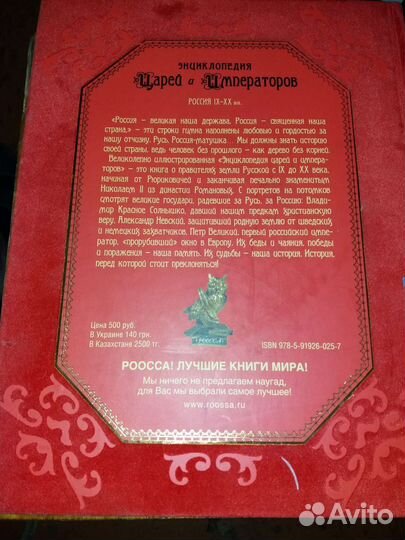 ЭНЦИКЛОПЕДИЯ
Царей и Императоров
РОССИЯ IX-XX вв.
«Россия – великая наша держава, Россия – священная наша
страна,» – эти строки гимна наполнены любовью и гордостью за
нашу отчизну, Русь, Россия-матушка... Мы должны знать историю
своей страны, ведь человек без прошлого – как дерево без корней.
Великолепно иллюстрированная «Энциклопедия царей и импера-
торов» – это книга о правителях земли Русской с IX до XX века,
начиная от Рюриковичей и заканчивая печально знаменитым
Николаем II из династии Романовых. С портретов на потомков
смотрят великие государи, радевшие за Русь, за Россию: Владимир
Красное Солнышко, давший нашим предкам христианскую
веру, Александр Невский, защитивший родную землю от шведских
и немецких захватчиков, Петр Великий, первый российский импе-
ратор, «прорубивший» окно в Европу. Их беды и чаяния, победы
и поражения – наша память. Их судьбы – наша история. История,
перед которой стоит преклоняться!
РООССА
Цена 500 руб.
В Украине 140 грн.
В Казахстане 2500 тг.
ISBN 978-5-91926-025-7
РООССА! ЛУЧШИЕ КНИГИ МИРА!
Мы ничего не предлагаем наугад,
для Вас мы выбрали самое лучшее!
www.roossa.ru
Avito